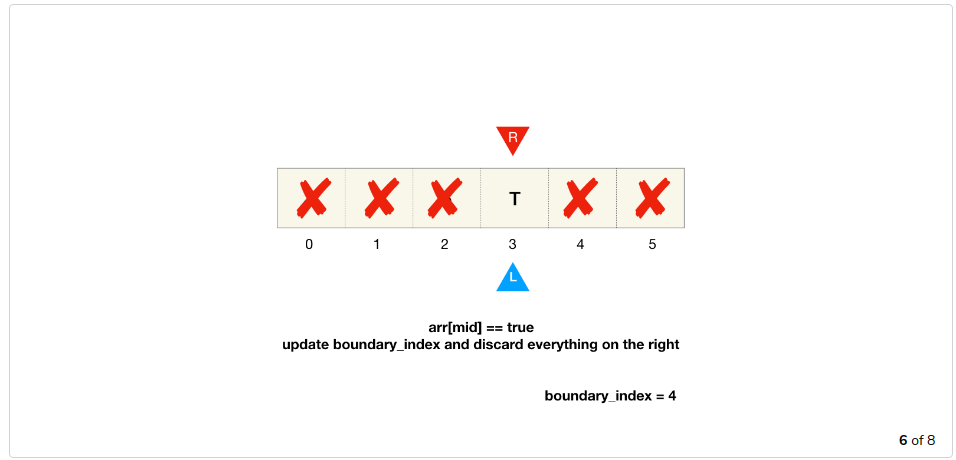 R
T
0 1 2 3 4 5
L
arr[mid] == true
update boundary_index and discard everything on the right
boundary_index = 4
6 of 8